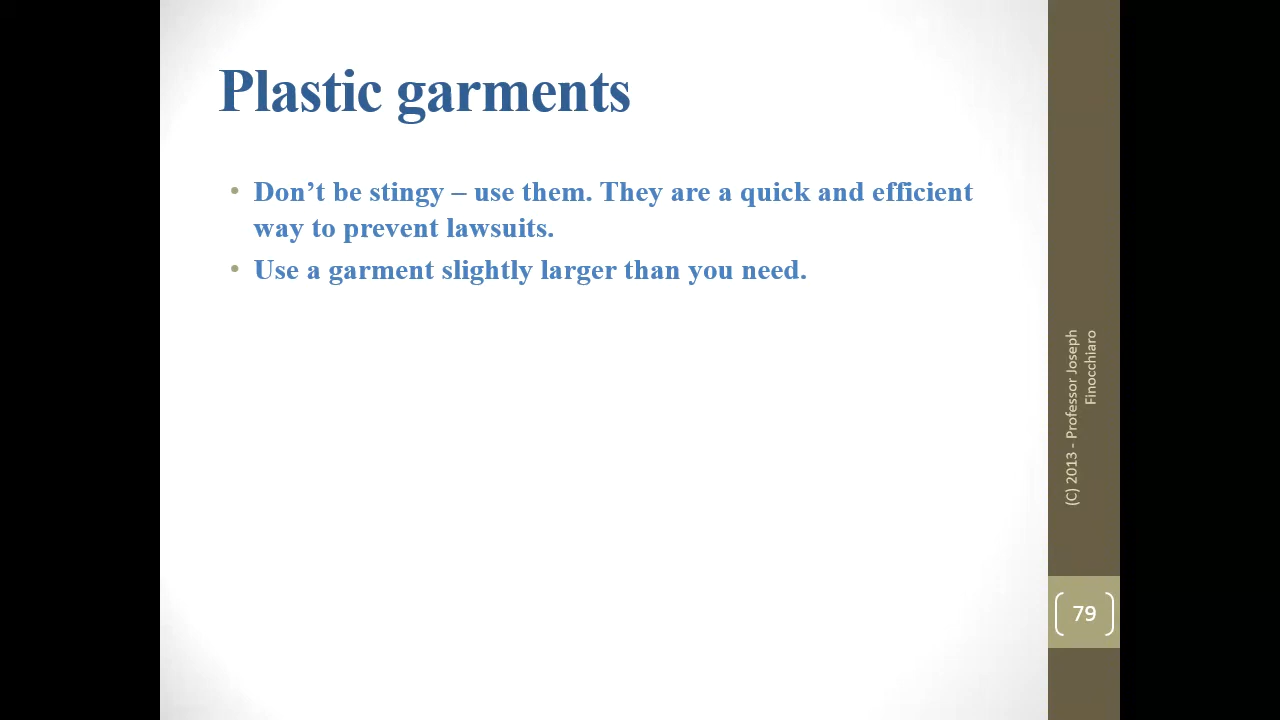 Plastic garments
• Don’t be stingy – use them. They are a quick and efficient
way to prevent lawsuits.
• Use a garment slightly larger than you need.
(C) 2013 - Professor Joseph
Finocchiaro
79